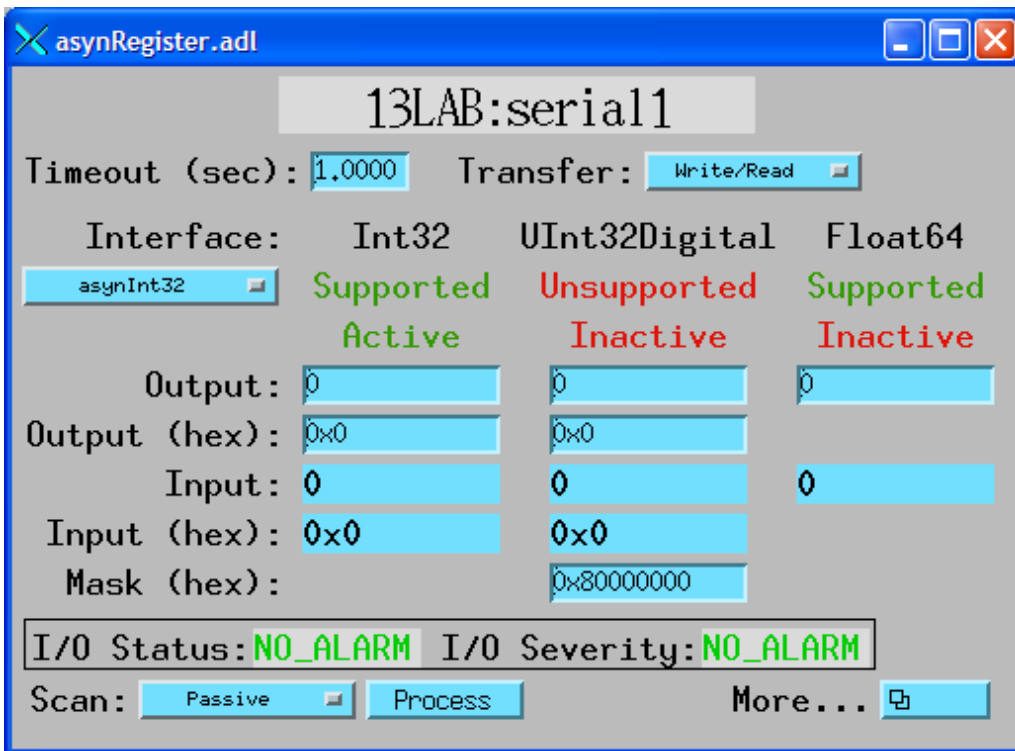 asynRegister.adl
13LAB:serial1
Timeout (sec): 1.0000 Transfer: Write/Read
Interface: Int32 UInt32Digital Float64
asynInt32 Supported Unsupported Supported
Active Inactive Inactive
Output: 0 0 0
Output (hex): 0x0 0x0
Input: 0 0 0
Input (hex): 0x0 0x0
Mask (hex): 0x80000000
I/O Status: NO_ALARM I/O Severity: NO_ALARM
Scan: Passive Process More...